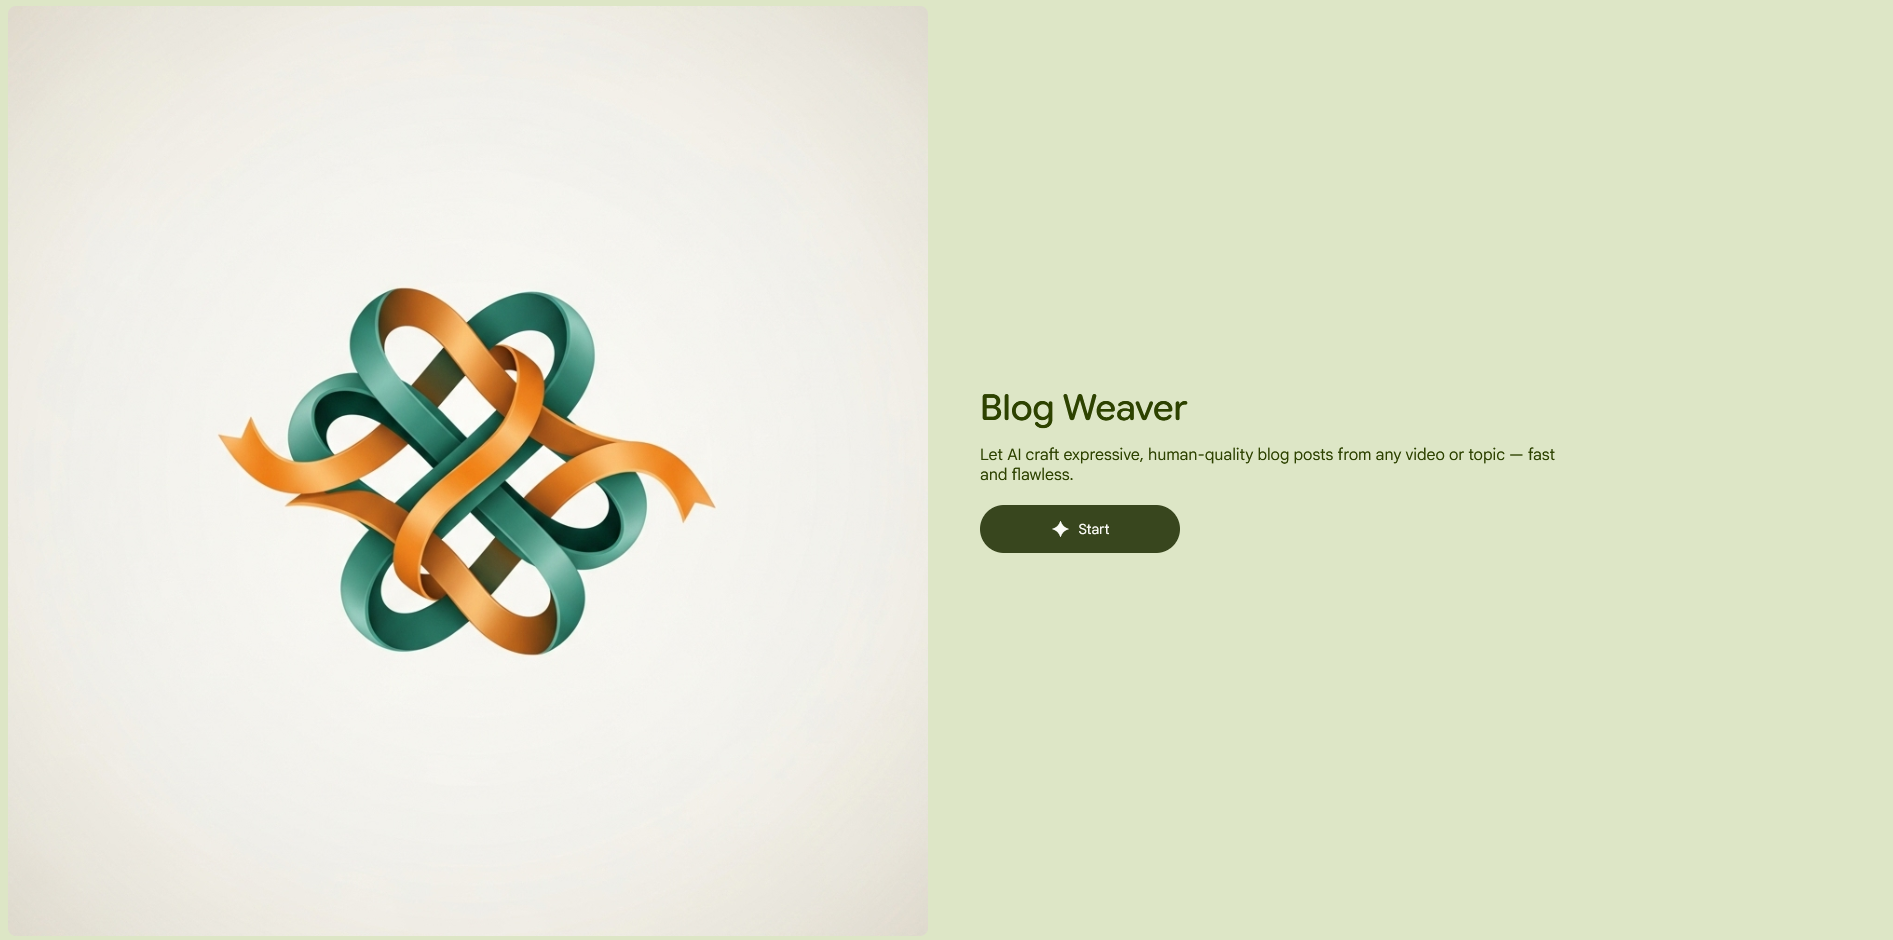 Blog Weaver
Let AI craft expressive, human-quality blog posts from any video or topic — fast
and flawless.
Start